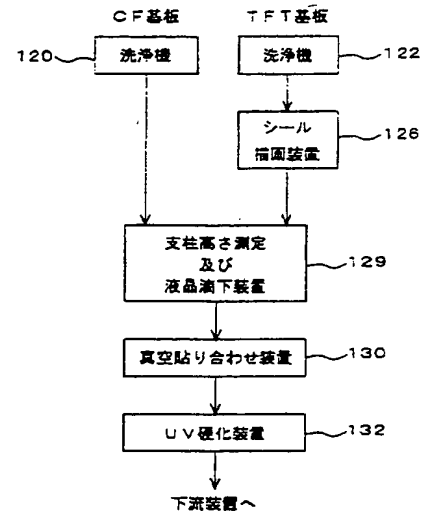 ＣＦ基板 ＴＦＴ基板
１２０ 洗浄機 洗浄機 １２２
シール
描画装置
１２６
支柱高さ測定
及び
液晶滴下装置
１２９
真空貼り合わせ装置 １３０
ＵＶ硬化装置 １３２
下流装置へ